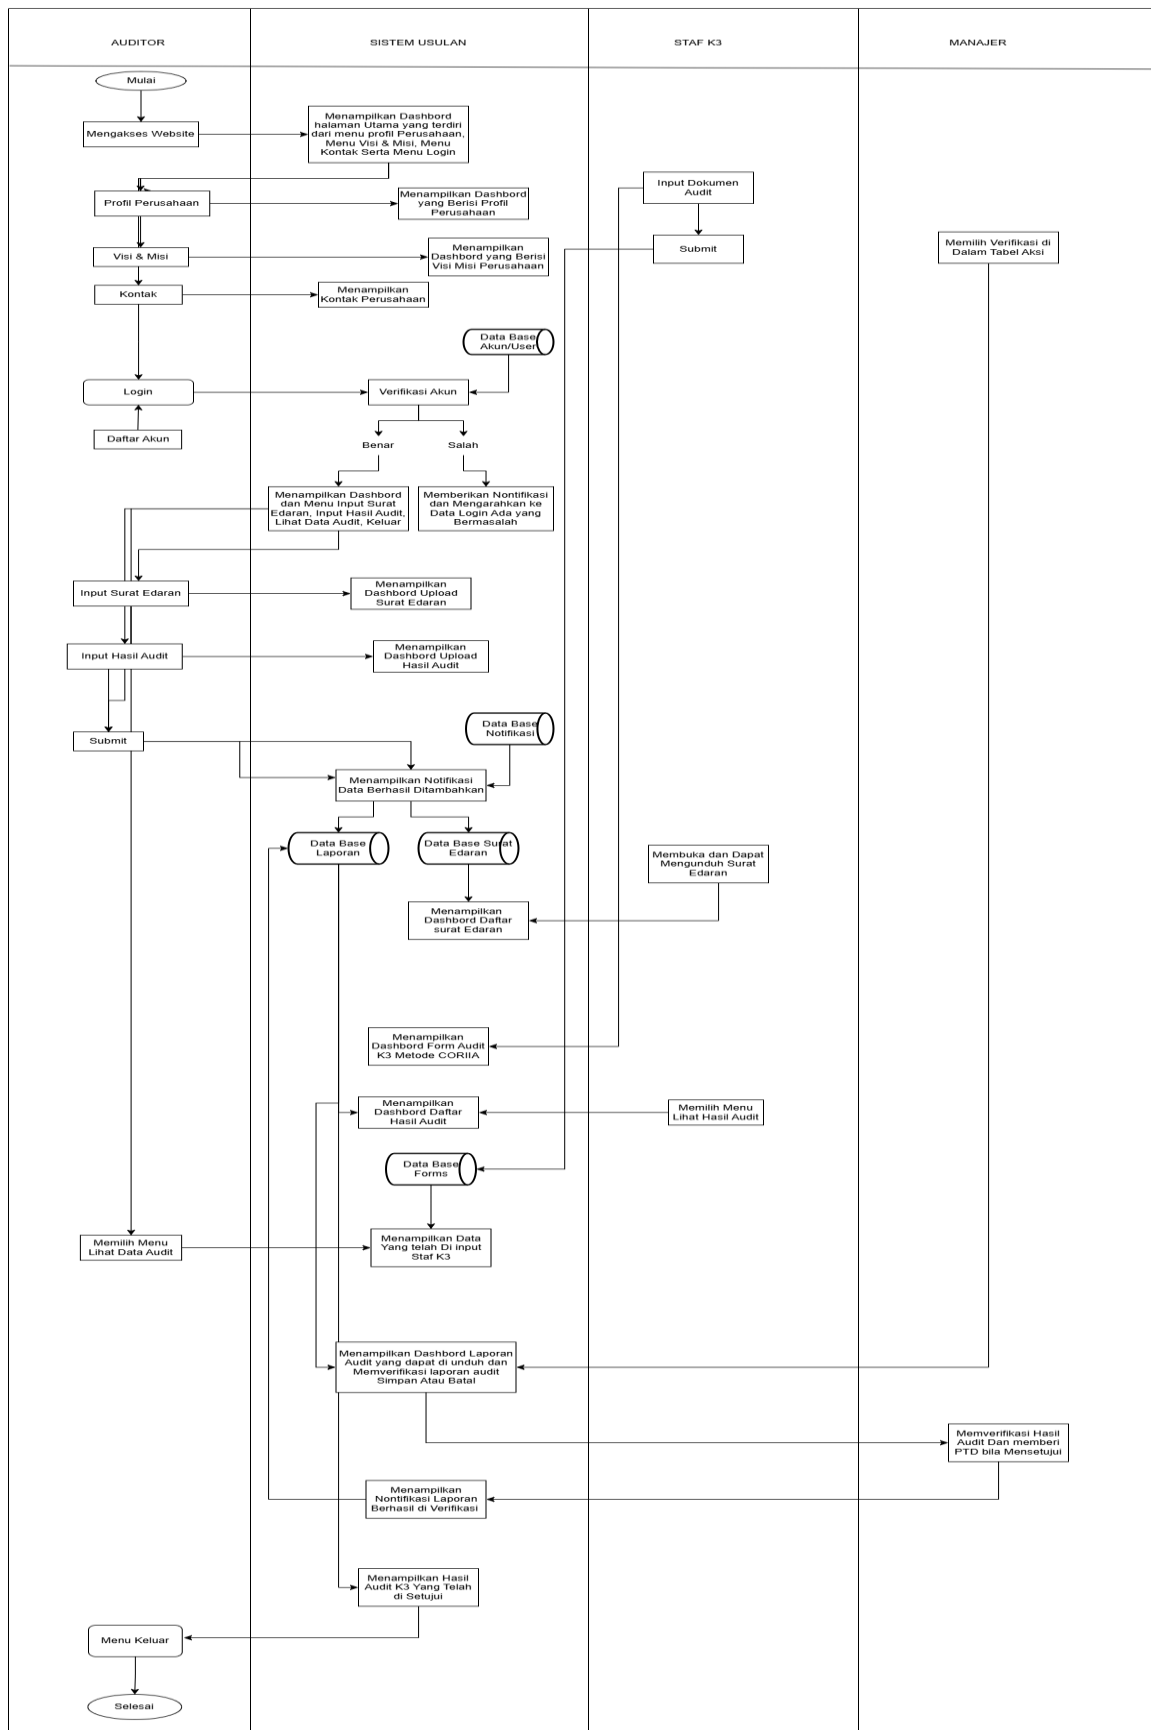 AUDITOR
SISTEM USULAN
STAF K3
MANAJER
Mulai
Mengakses Website
Menampilkan Dashbord
halaman Utama yang terdiri
dari menu profil Perusahaan,
Menu Visi & Misi, Menu
Kontak Serta Menu Login
Input Dokumen
Audit
Profil Perusahaan
Menampilkan Dashbord
yang Berisi Profil
Perusahaan
Submit
Memilih Verifikasi di
Dalam Tabel Aksi
Visi & Misi
Menampilkan
Dashbord yang Berisi
Visi Misi Perusahaan
Kontak
Menampilkan
Kontak Perusahaan
Data Base
Akun/User
Login
Verifikasi Akun
Daftar Akun
Benar
Salah
Menampilkan Dashbord
dan Menu Input Surat
Edaran, Input Hasil Audit,
Lihat Data Audit, Keluar
Memberikan Nontifikasi
dan Mengarahkan ke
Data Login Ada yang
Bermasalah
Input Surat Edaran
Menampilkan
Dashbord Upload
Surat Edaran
Input Hasil Audit
Menampilkan
Dashbord Upload
Hasil Audit
Submit
Data Base
Notifikasi
Menampilkan Notifikasi
Data Berhasil Ditambahkan
Data Base
Laporan
Data Base Surat
Edaran
Membuka dan Dapat
Mengunduh Surat
Edaran
Menampilkan
Dashbord Daftar
surat Edaran
Menampilkan
Dashbord Form Audit
K3 Metode CORIIA
Menampilkan
Dashbord Daftar
Hasil Audit
Memilih Menu
Lihat Hasil Audit
Data Base
Forms
Memilih Menu
Lihat Data Audit
Menampilkan Data
Yang telah Di input
Staf K3
Menampilkan Dashbord Laporan
Audit yang dapat di unduh dan
Memverifikasi laporan audit
Simpan Atau Batal
Memverifikasi Hasil
Audit Dan memberi
PTD bila Mensetujui
Menampilkan
Nontifikasi Laporan
Berhasil di Verifikasi
Menampilkan Hasil
Audit K3 Yang Telah
di Setujui
Menu Keluar
Selesai